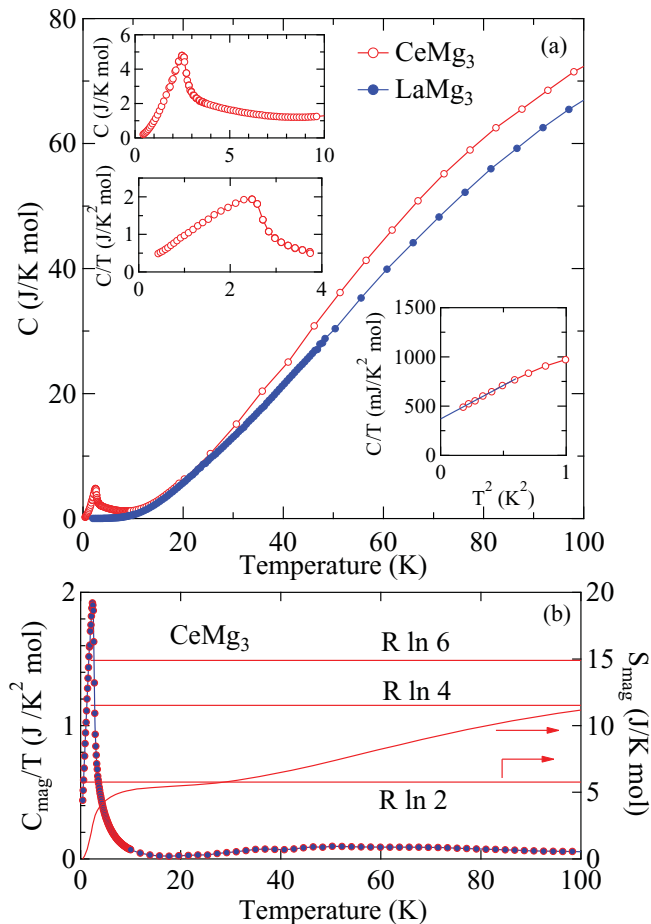 (a)
CeMg3
LaMg3
C (J/K mol)
6
4
2
0
0
5
10
C/T (J/K² mol)
2
1
0
0
2
4
C/T (mJ/K² mol)
1500
1000
500
0
0
1
T² (K²)
C (J/K mol)
80
60
40
20
0
0
20
40
60
80
100
Temperature (K)
(b)
CeMg3
R ln 6
R ln 4
R ln 2
Cmag/T (J /K² mol)
2
1
0
Smag (J/K mol)
20
15
10
5
0
0
20
40
60
80
100
Temperature (K)